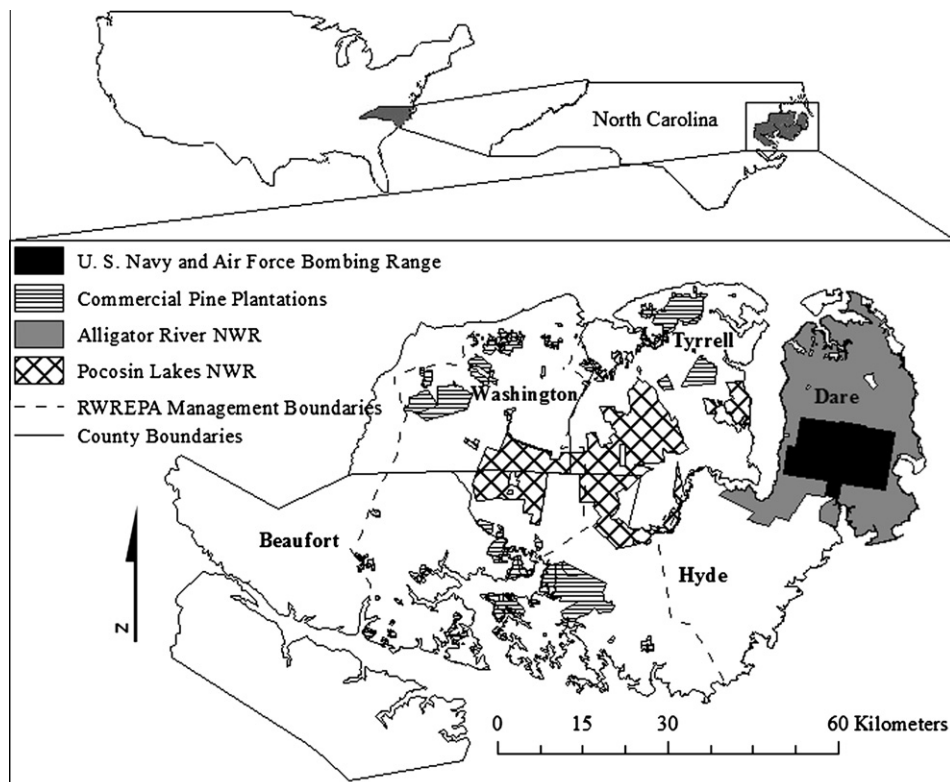 North Carolina
U. S. Navy and Air Force Bombing Range
Commercial Pine Plantations
Alligator River NWR
Pocosin Lakes NWR
RWREPA Management Boundaries
County Boundaries
Tyrrell
Washington
Dare
Beaufort
Hyde
N
0 15 30 60 Kilometers